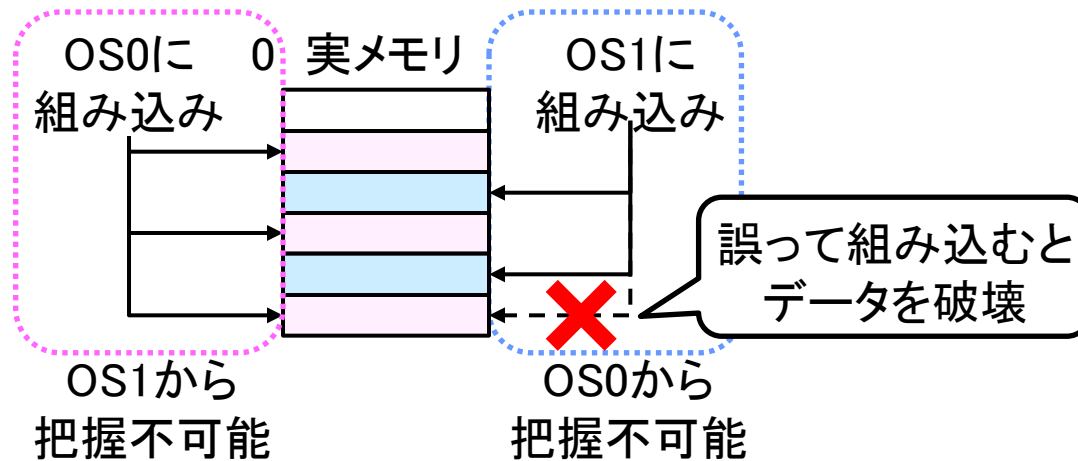 OS0に
組み込み
0 実メモリ
OS1に
組み込み
誤って組み込むと
データを破壊
OS1から
把握不可能
OS0から
把握不可能